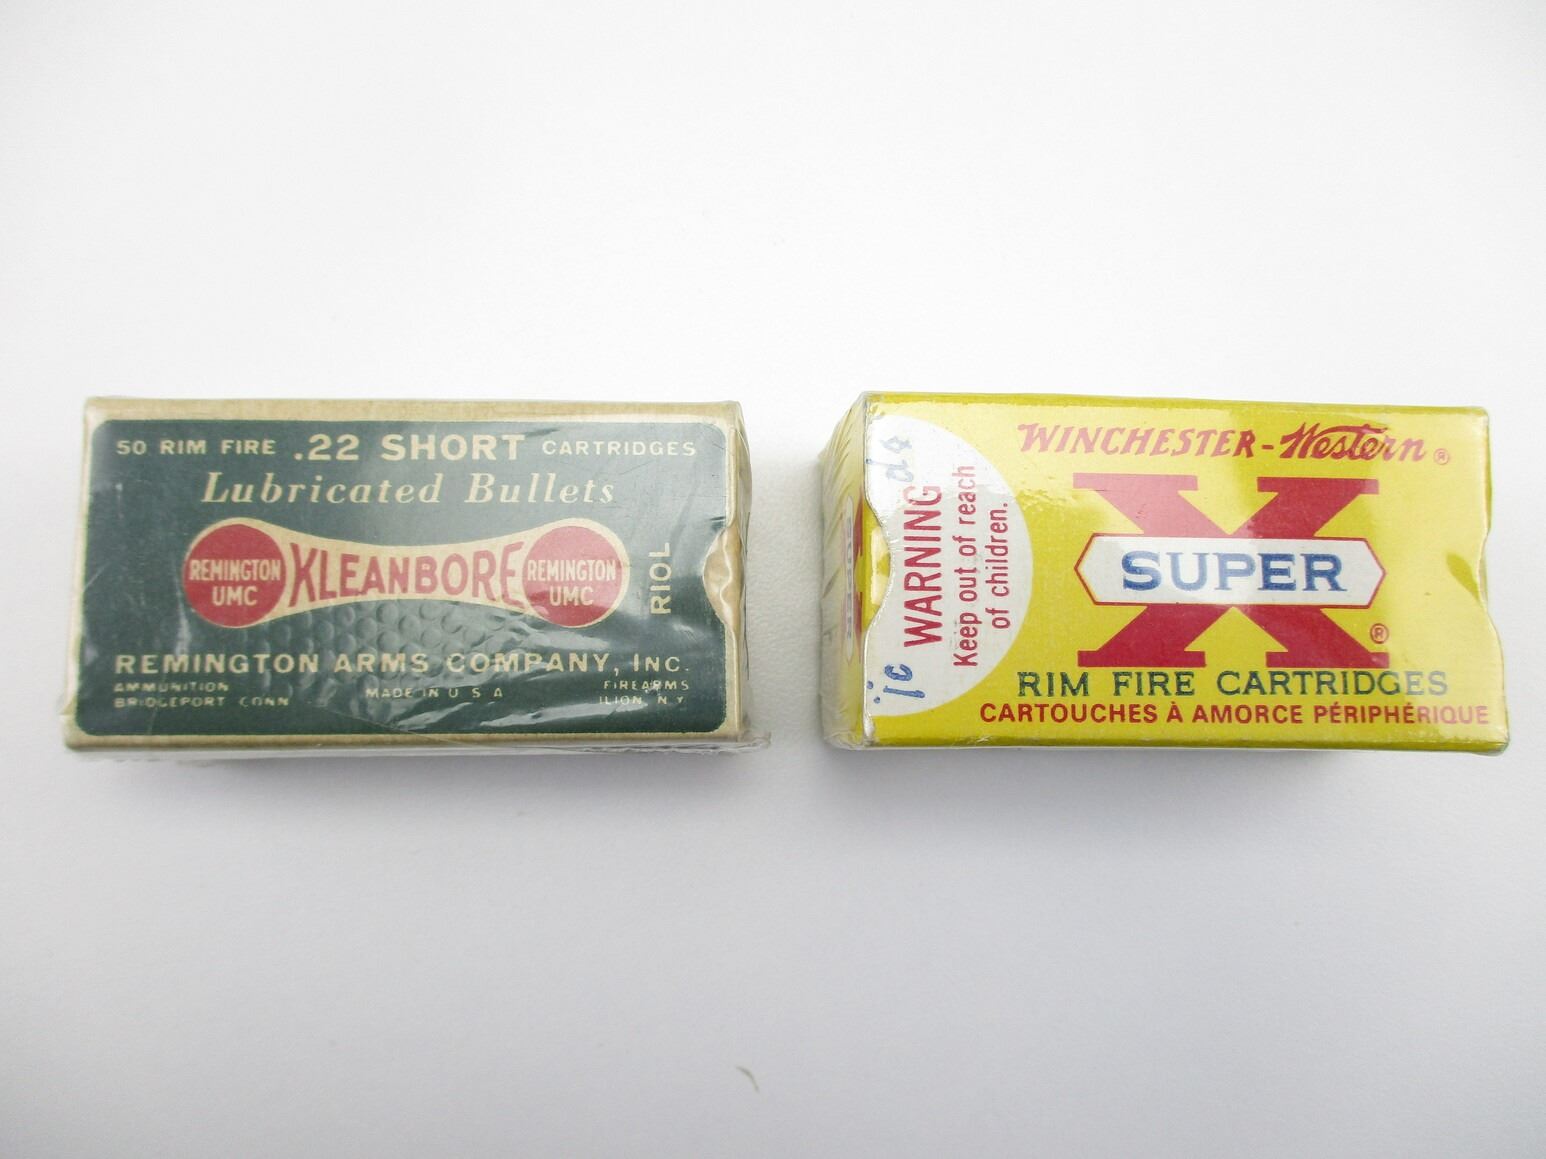 50 RIM FIRE .22 SHORT CARTRIDGES
Lubricated Bullets
REMINGTON
UMC
KLEANBORE
REMINGTON
UMC
RIOL
REMINGTON ARMS COMPANY, INC.
AMMUNITION
BRIDGEPORT CONN
MADE IN U S A
FIREARMS
ILION, N.Y.
WARNING
Keep out of reach
of children.
WINCHESTER-Western ®
X
SUPER
®
RIM FIRE CARTRIDGES
CARTOUCHES À AMORCE PÉRIPHÉRIQUE